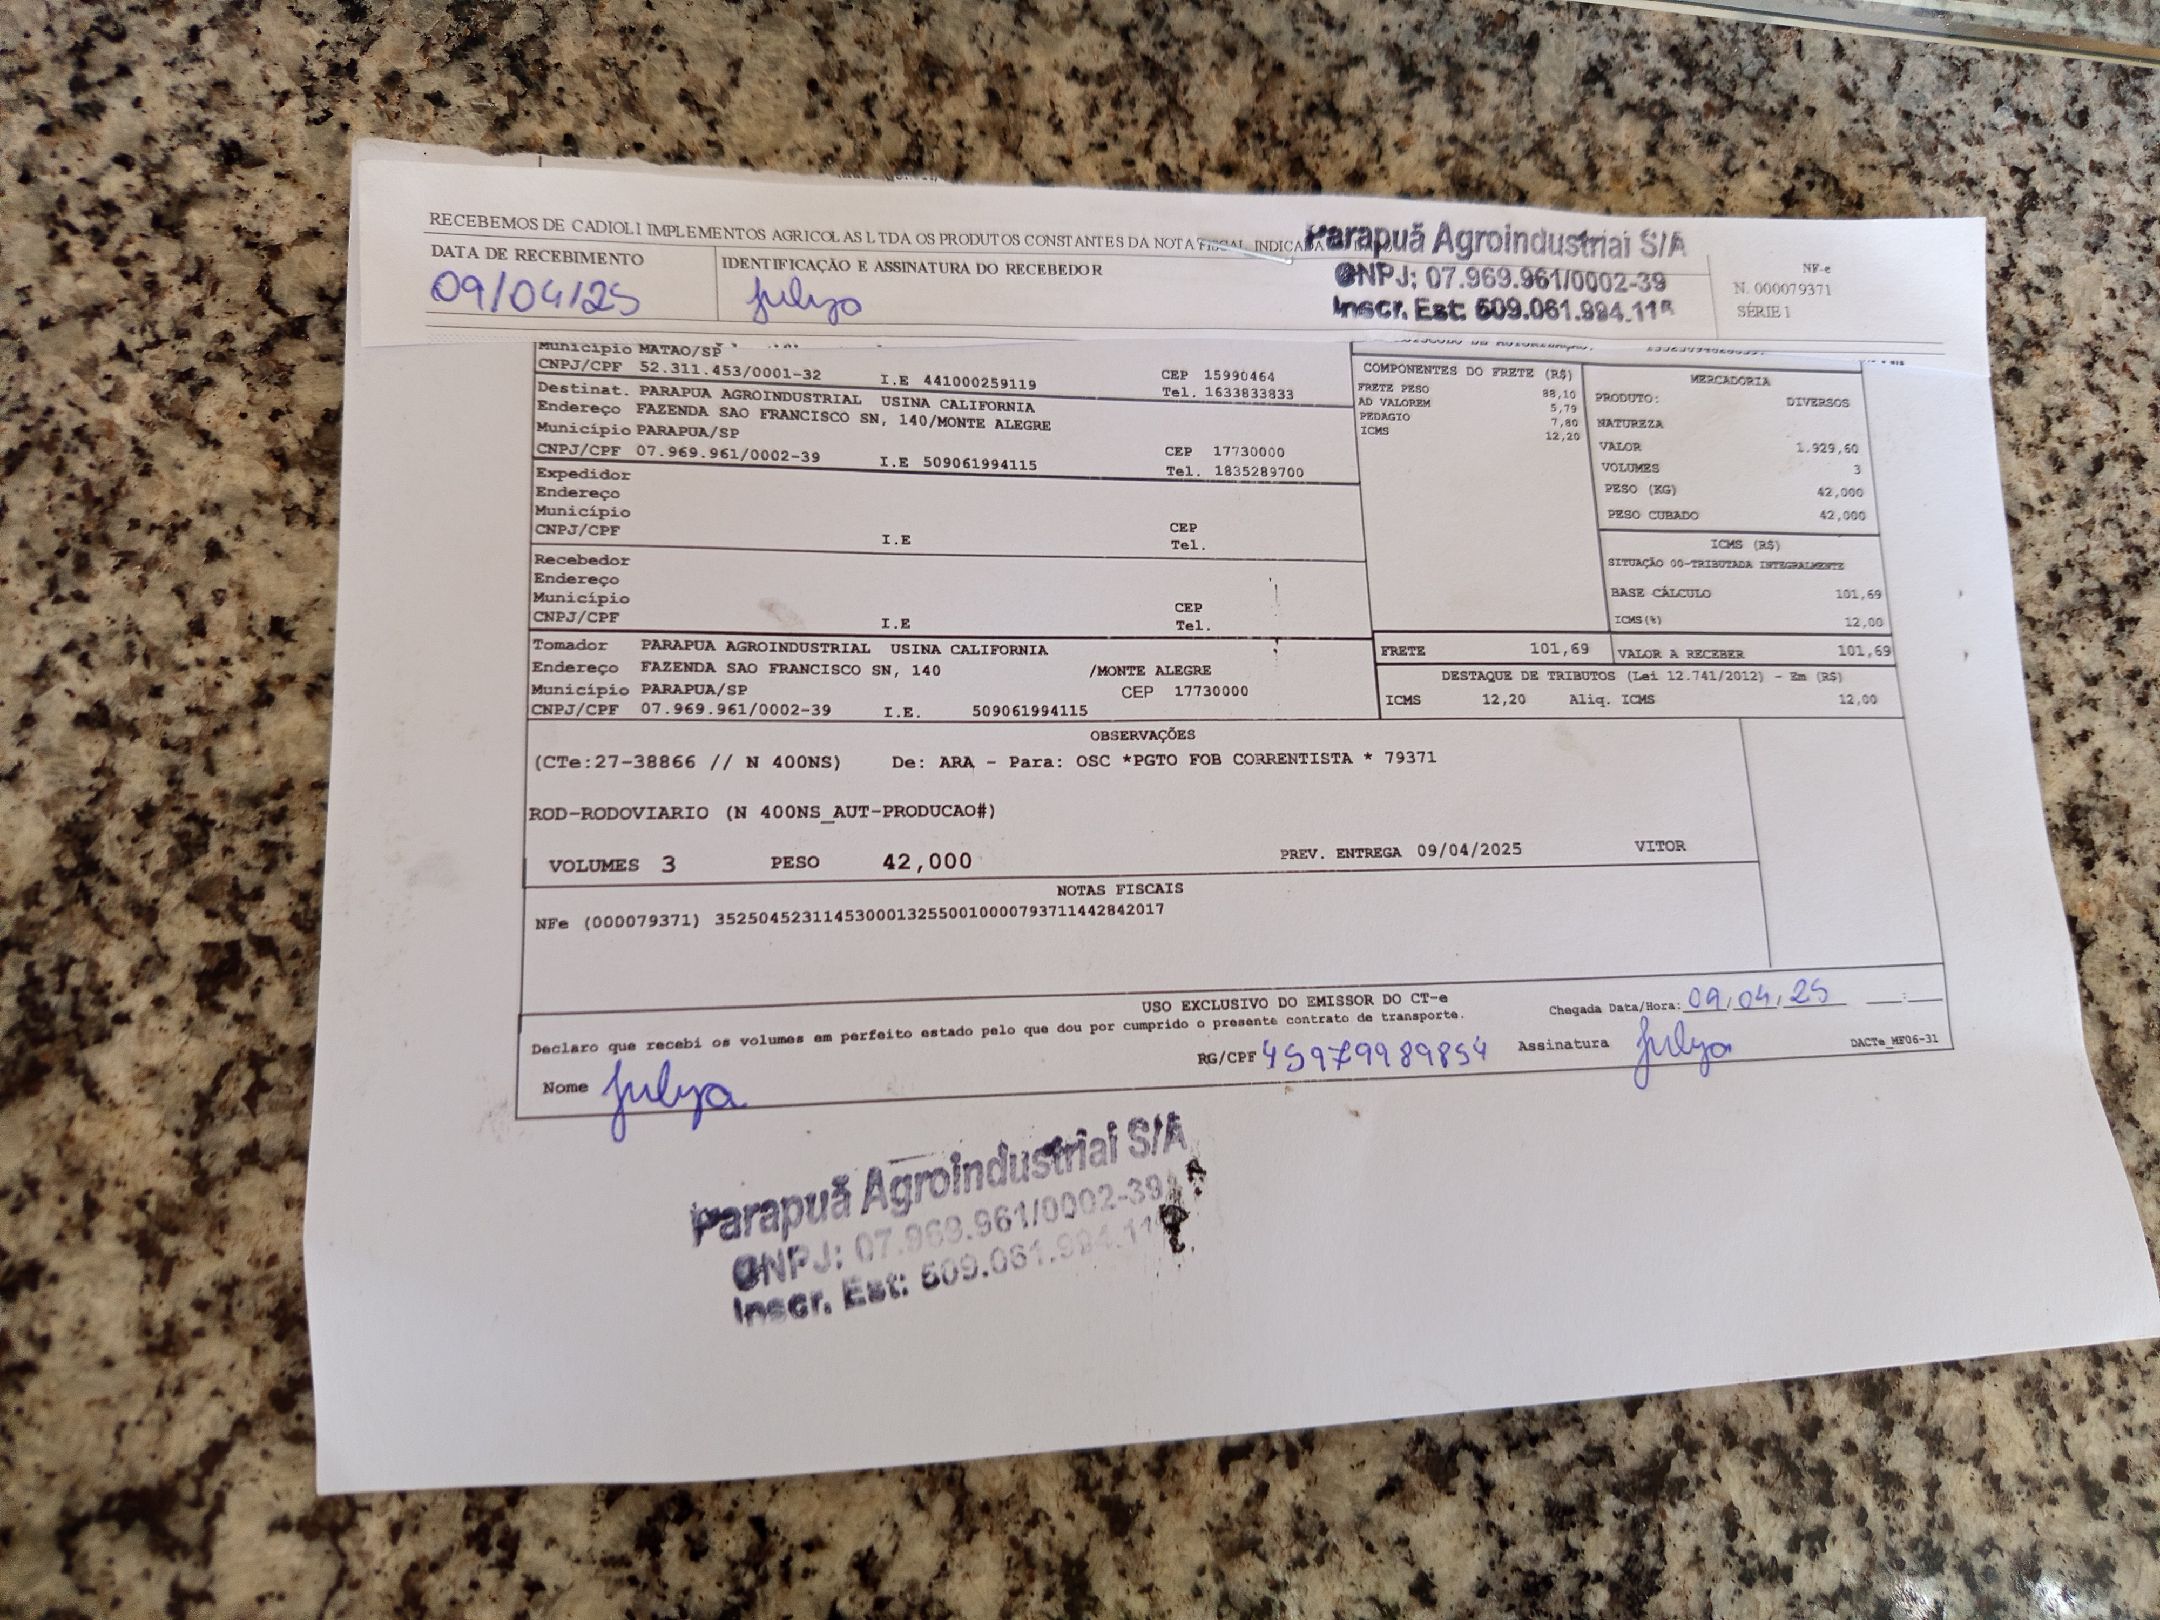 RECEBEMOS DE CADIOLI IMPLEMENTOS AGRICOLAS LTDA OS PRODUTOS CONSTANTES DA NOTA FISCAL INDICADA
Parapuã Agroindustrial S/A
CNPJ: 07.969.961/0002-39
Inscr. Est: 509.061.994.115
DATA DE RECEBIMENTO
09/04/25
IDENTIFICAÇÃO E ASSINATURA DO RECEBEDOR
Julya
NF-e
N. 000079371
SÉRIE 1
Município MATAO/SP
CNPJ/CPF 52.311.453/0001-32 I.E 441000259119 CEP 15990464
Tel. 1633833833
Destinat. PARAPUA AGROINDUSTRIAL USINA CALIFORNIA
Endereço FAZENDA SAO FRANCISCO SN, 140/MONTE ALEGRE
Município PARAPUA/SP
CNPJ/CPF 07.969.961/0002-39 I.E 509061994115 CEP 17730000
Tel. 1835289700
Expedidor
Endereço
Município
CNPJ/CPF I.E CEP
Tel.
Recebedor
Endereço
Município
CNPJ/CPF I.E CEP
Tel.
Tomador PARAPUA AGROINDUSTRIAL USINA CALIFORNIA
Endereço FAZENDA SAO FRANCISCO SN, 140 /MONTE ALEGRE
Município PARAPUA/SP CEP 17730000
CNPJ/CPF 07.969.961/0002-39 I.E. 509061994115
COMPONENTES DO FRETE (R$)
FRETE PESO 88,10
AD VALOREM 5,79
PEDAGIO 7,80
ICMS 12,20
MERCADORIA
PRODUTO: DIVERSOS
NATUREZA
VALOR 1.929,60
VOLUMES 3
PESO (KG) 42,000
PESO CUBADO 42,000
ICMS (R$)
SITUAÇÃO 00-TRIBUTADA INTEGRALMENTE
BASE CÁLCULO 101,69
ICMS(%) 12,00
FRETE 101,69 VALOR A RECEBER 101,69
DESTAQUE DE TRIBUTOS (Lei 12.741/2012) - Em (R$)
ICMS 12,20 Aliq. ICMS 12,00
OBSERVAÇÕES
(CTe:27-38866 // N 400NS) De: ARA - Para: OSC *PGTO FOB CORRENTISTA * 79371
ROD-RODOVIARIO (N 400NS_AUT-PRODUCAO#)
VOLUMES 3 PESO 42,000 PREV. ENTREGA 09/04/2025 VITOR
NOTAS FISCAIS
NFe (000079371) 35250452311453000132550010000793711442842017
USO EXCLUSIVO DO EMISSOR DO CT-e
Declaro que recebi os volumes em perfeito estado pelo que dou por cumprido o presente contrato de transporte.
Chegada Data/Hora: 09/04/25 __:__
Nome Julya RG/CPF 45979989854 Assinatura Julya
DACTe_MF06-31
Parapuã Agroindustrial S/A
CNPJ: 07.969.961/0002-39
Inscr. Est: 509.061.994.11